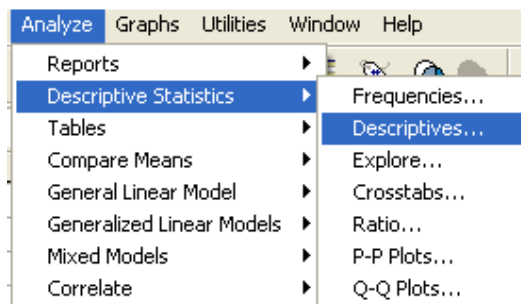 Analyze Graphs Utilities Window Help
Reports
Descriptive Statistics
Tables
Compare Means
General Linear Model
Generalized Linear Models
Mixed Models
Correlate
Frequencies...
Descriptives...
Explore...
Crosstabs...
Ratio...
P-P Plots...
Q-Q Plots...